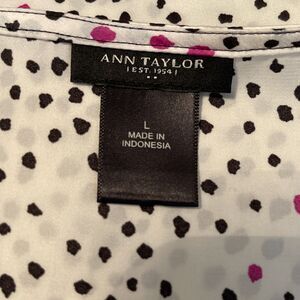 ANN TAYLOR
EST. 1954
L
MADE IN
INDONESIA